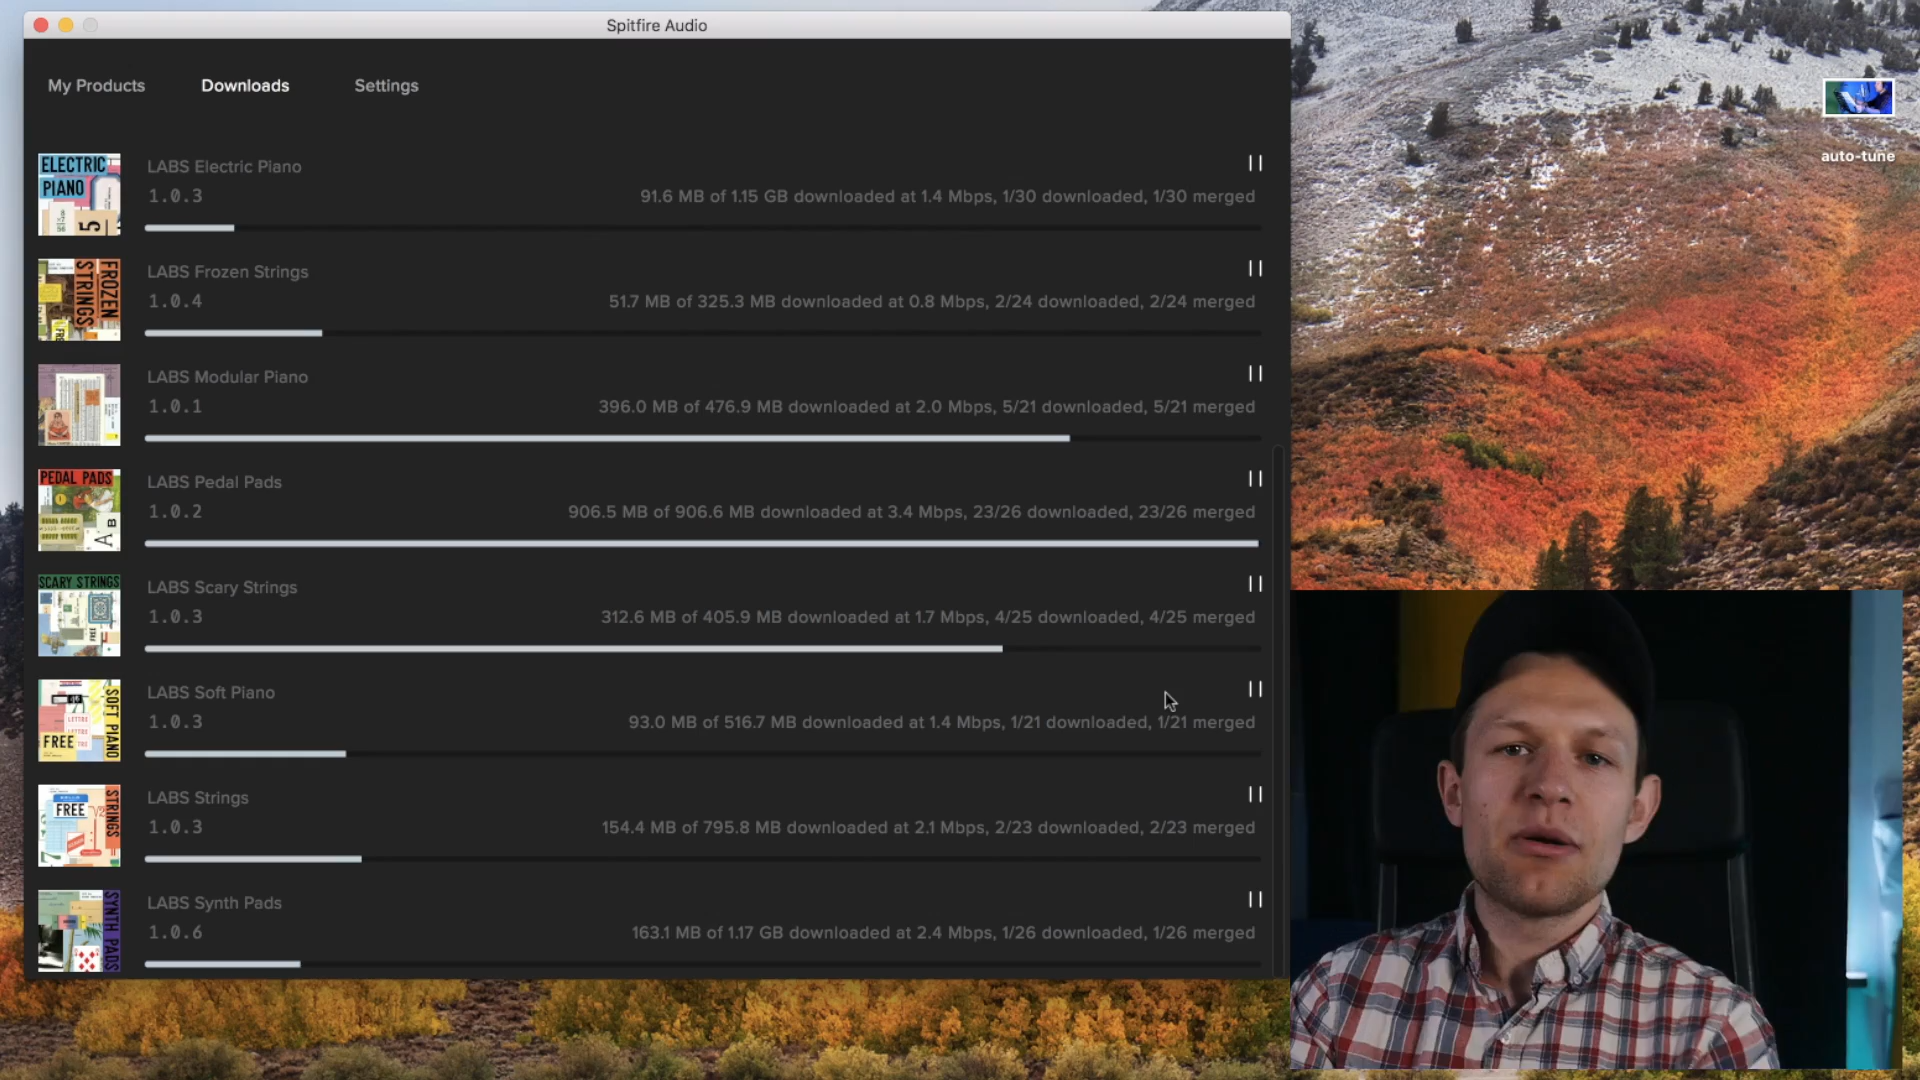 Spitfire Audio
My Products
Downloads
Settings
auto-tune
ELECTRIC
PIANO
5
LABS Electric Piano
1.0.3
91.6 MB of 1.15 GB downloaded at 1.4 Mbps, 1/30 downloaded, 1/30 merged
FROZEN
STRINGS
LABS Frozen Strings
1.0.4
51.7 MB of 325.3 MB downloaded at 0.8 Mbps, 2/24 downloaded, 2/24 merged
LABS Modular Piano
1.0.1
396.0 MB of 476.9 MB downloaded at 2.0 Mbps, 5/21 downloaded, 5/21 merged
PEDAL PADS
A B
LABS Pedal Pads
1.0.2
906.5 MB of 906.6 MB downloaded at 3.4 Mbps, 23/26 downloaded, 23/26 merged
SCARY STRINGS
FREE
LABS Scary Strings
1.0.3
312.6 MB of 405.9 MB downloaded at 1.7 Mbps, 4/25 downloaded, 4/25 merged
SOFT PIANO
FREE
LABS Soft Piano
1.0.3
93.0 MB of 516.7 MB downloaded at 1.4 Mbps, 1/21 downloaded, 1/21 merged
STRINGS
FREE
LABS Strings
1.0.3
154.4 MB of 795.8 MB downloaded at 2.1 Mbps, 2/23 downloaded, 2/23 merged
SYNTH PADS
LABS Synth Pads
1.0.6
163.1 MB of 1.17 GB downloaded at 2.4 Mbps, 1/26 downloaded, 1/26 merged